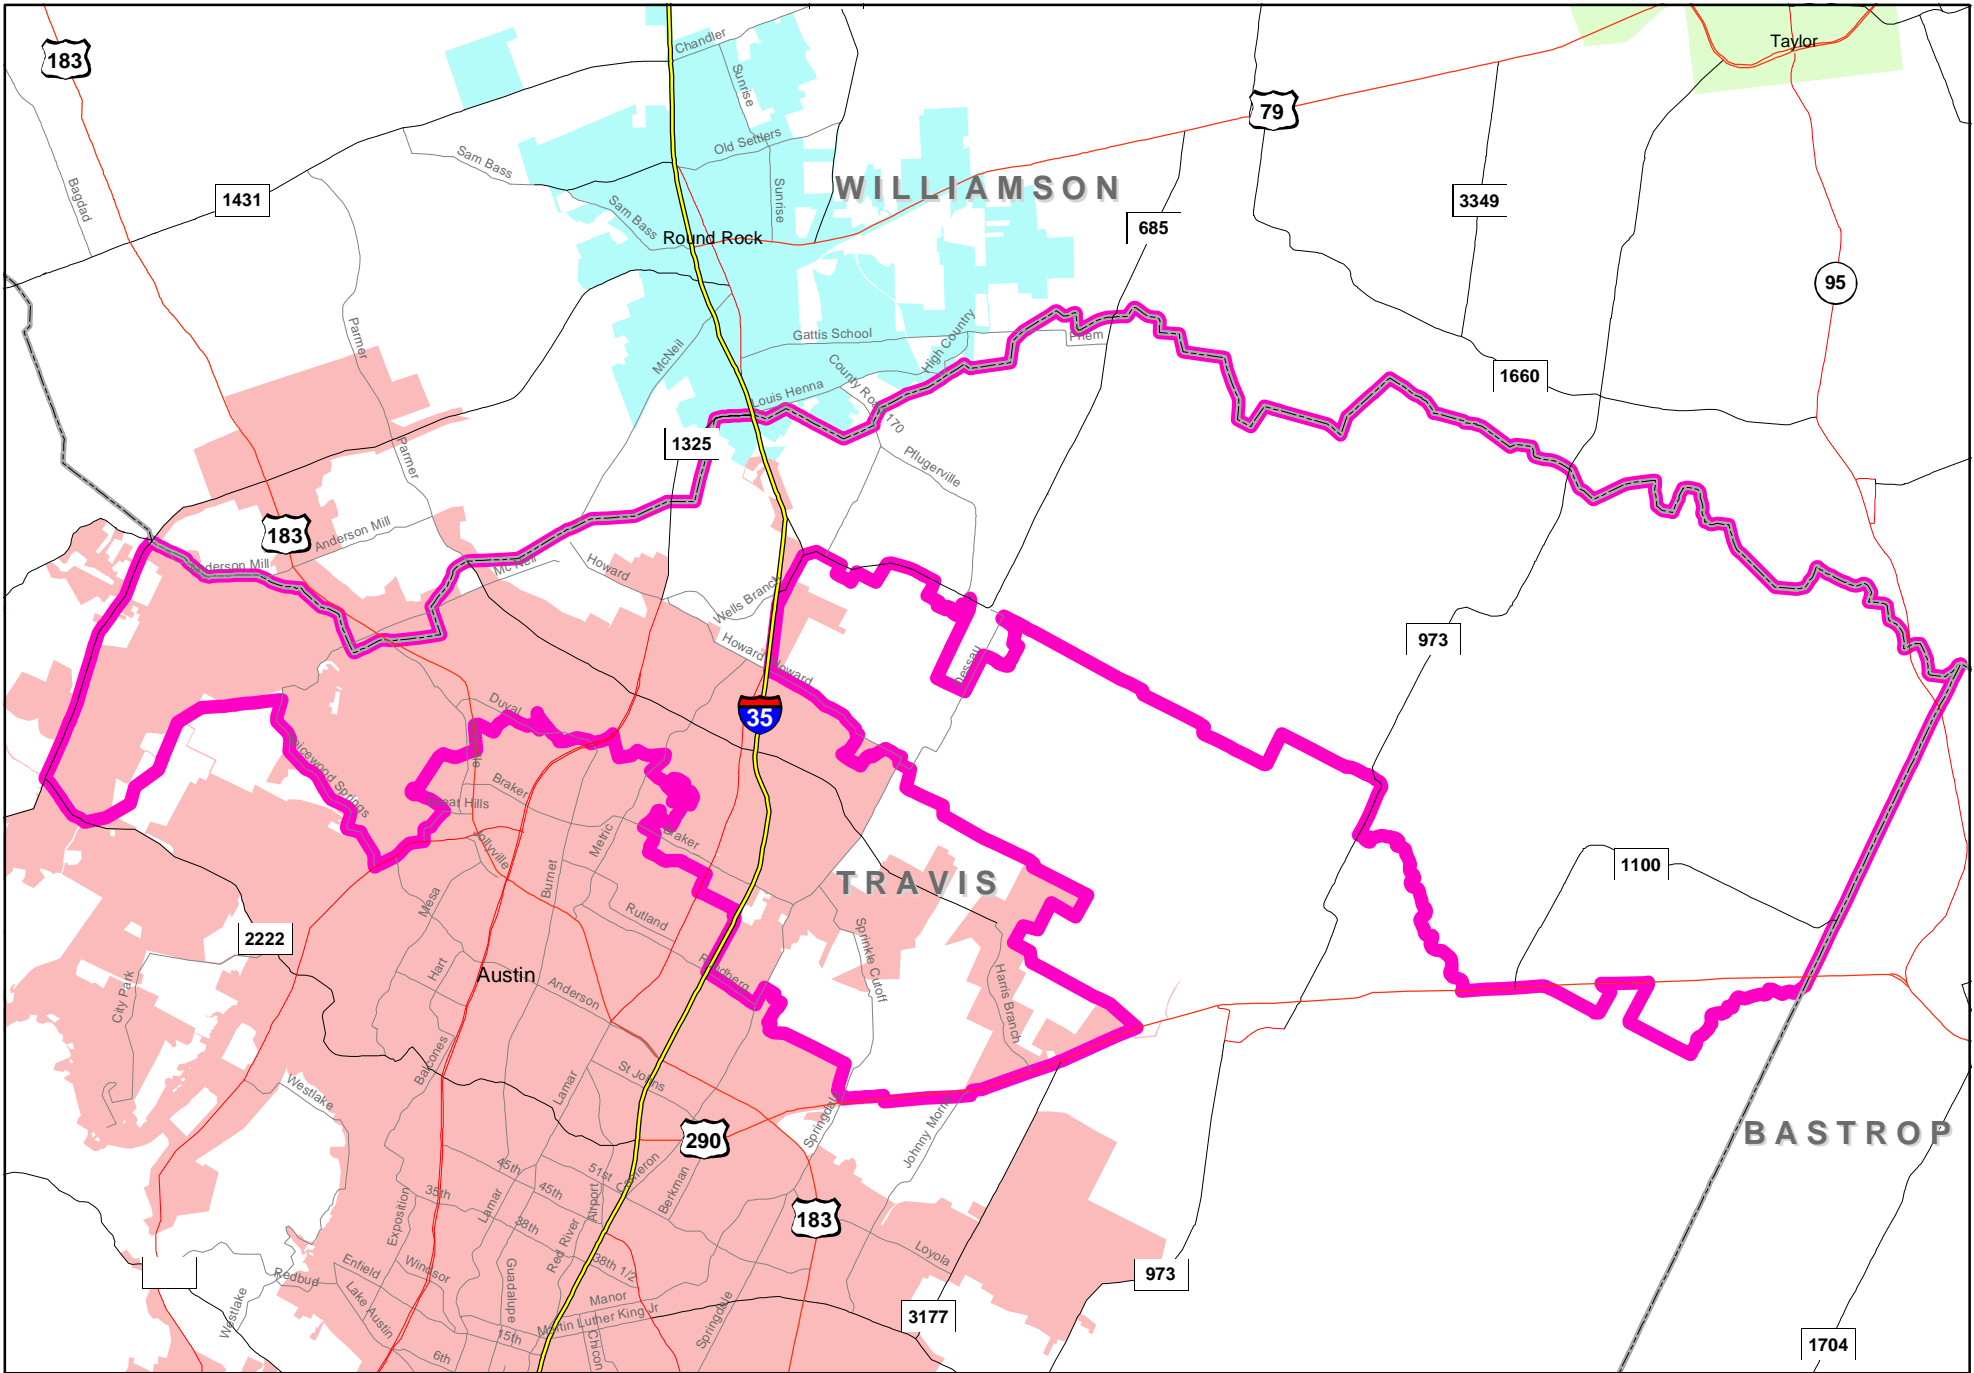 Taylor
183
Chandler
Sunrise
79
Old Settlers
Sam Bass
Bagdad
1431
Sunrise
WILLIAMSON
3349
Sam Bass
Round Rock
685
95
Parmer
Gattis School
High Country
McNeil
County Road 170
1660
Louis Henna
1325
Parmer
Pflugerville
183
Anderson Mill
Anderson Mill
Mc Neil
Howard
Wells Branch
973
Howard
Howard
Dessau
Duval
35
Spicewood Springs
Braker
Great Hills
Jollyville
Metric
Braker
Burnet
1100
TRAVIS
Mesa
Rutland
Sprinkle Cutoff
2222
Hart
Austin
Rundberg
Anderson
Harris Branch
City Park
Balcones
St Johns
Lamar
Westlake
290
Springdale
Johnny Morris
BASTROP
45th
51st
Cameron
35th
45th
Airport
Berkman
Exposition
Lamar
38th
Red River
183
Loyola
38th 1/2
Enfield
Windsor
Redbud
Guadalupe
973
Lake Austin
Manor
Martin Luther King Jr
Westlake
15th
Chicon
Springdale
3177
6th
1704